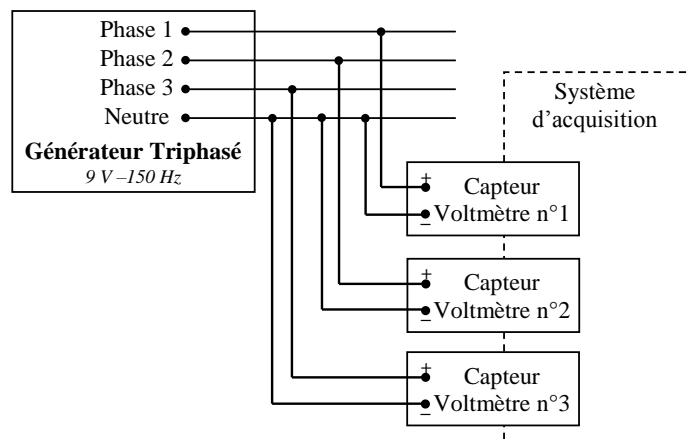 Phase 1
Phase 2
Phase 3
Neutre
Générateur Triphasé
9 V –150 Hz
Système
d'acquisition
+
Capteur
– Voltmètre n°1
+
Capteur
– Voltmètre n°2
+
Capteur
– Voltmètre n°3